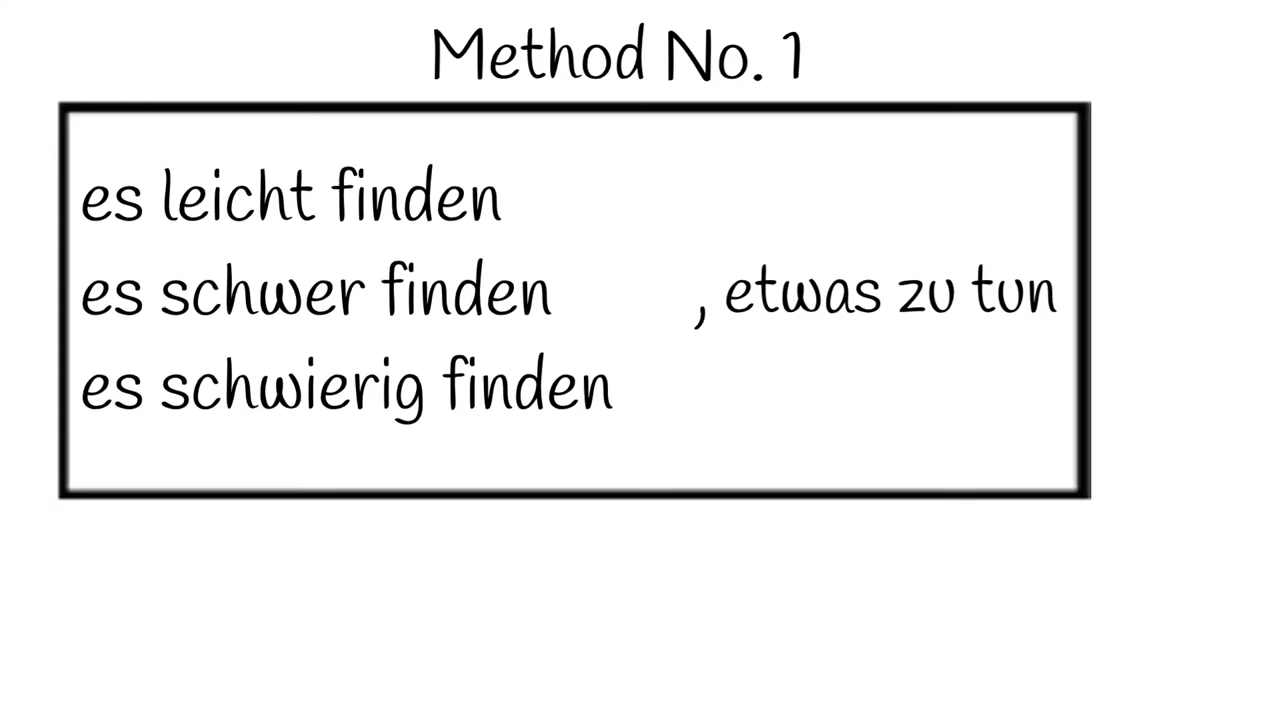 Method No. 1
es leicht finden
es schwer finden , etwas zu tun
es schwierig finden